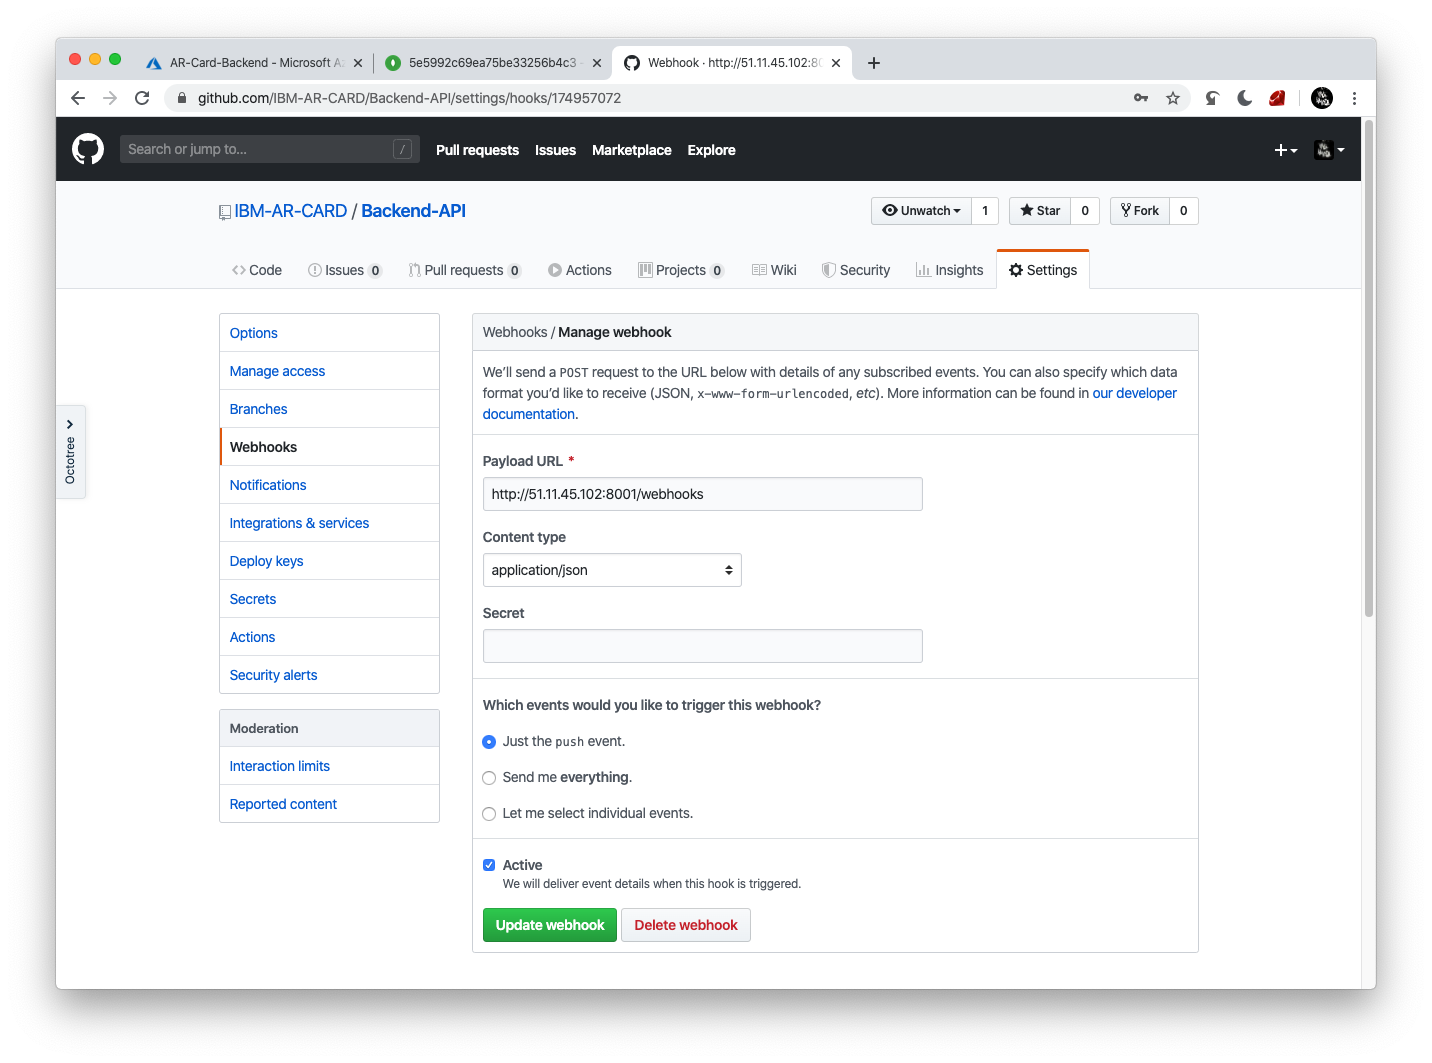 AR-Card-Backend - Microsoft Az
5e5992c69ea75be33256b4c3 -
Webhook · http://51.11.45.102:80
github.com/IBM-AR-CARD/Backend-API/settings/hooks/174957072
Search or jump to...
/
Pull requests
Issues
Marketplace
Explore
IBM-AR-CARD / Backend-API
Unwatch
1
Star
0
Fork
0
Code
Issues 0
Pull requests 0
Actions
Projects 0
Wiki
Security
Insights
Settings
Octotree
Options
Manage access
Branches
Webhooks
Notifications
Integrations & services
Deploy keys
Secrets
Actions
Security alerts
Moderation
Interaction limits
Reported content
Webhooks / Manage webhook
We’ll send a POST request to the URL below with details of any subscribed events. You can also specify which data
format you’d like to receive (JSON, x-www-form-urlencoded, etc). More information can be found in our developer
documentation.
Payload URL *
http://51.11.45.102:8001/webhooks
Content type
application/json
Secret
Which events would you like to trigger this webhook?
Just the push event.
Send me everything.
Let me select individual events.
Active
We will deliver event details when this hook is triggered.
Update webhook
Delete webhook